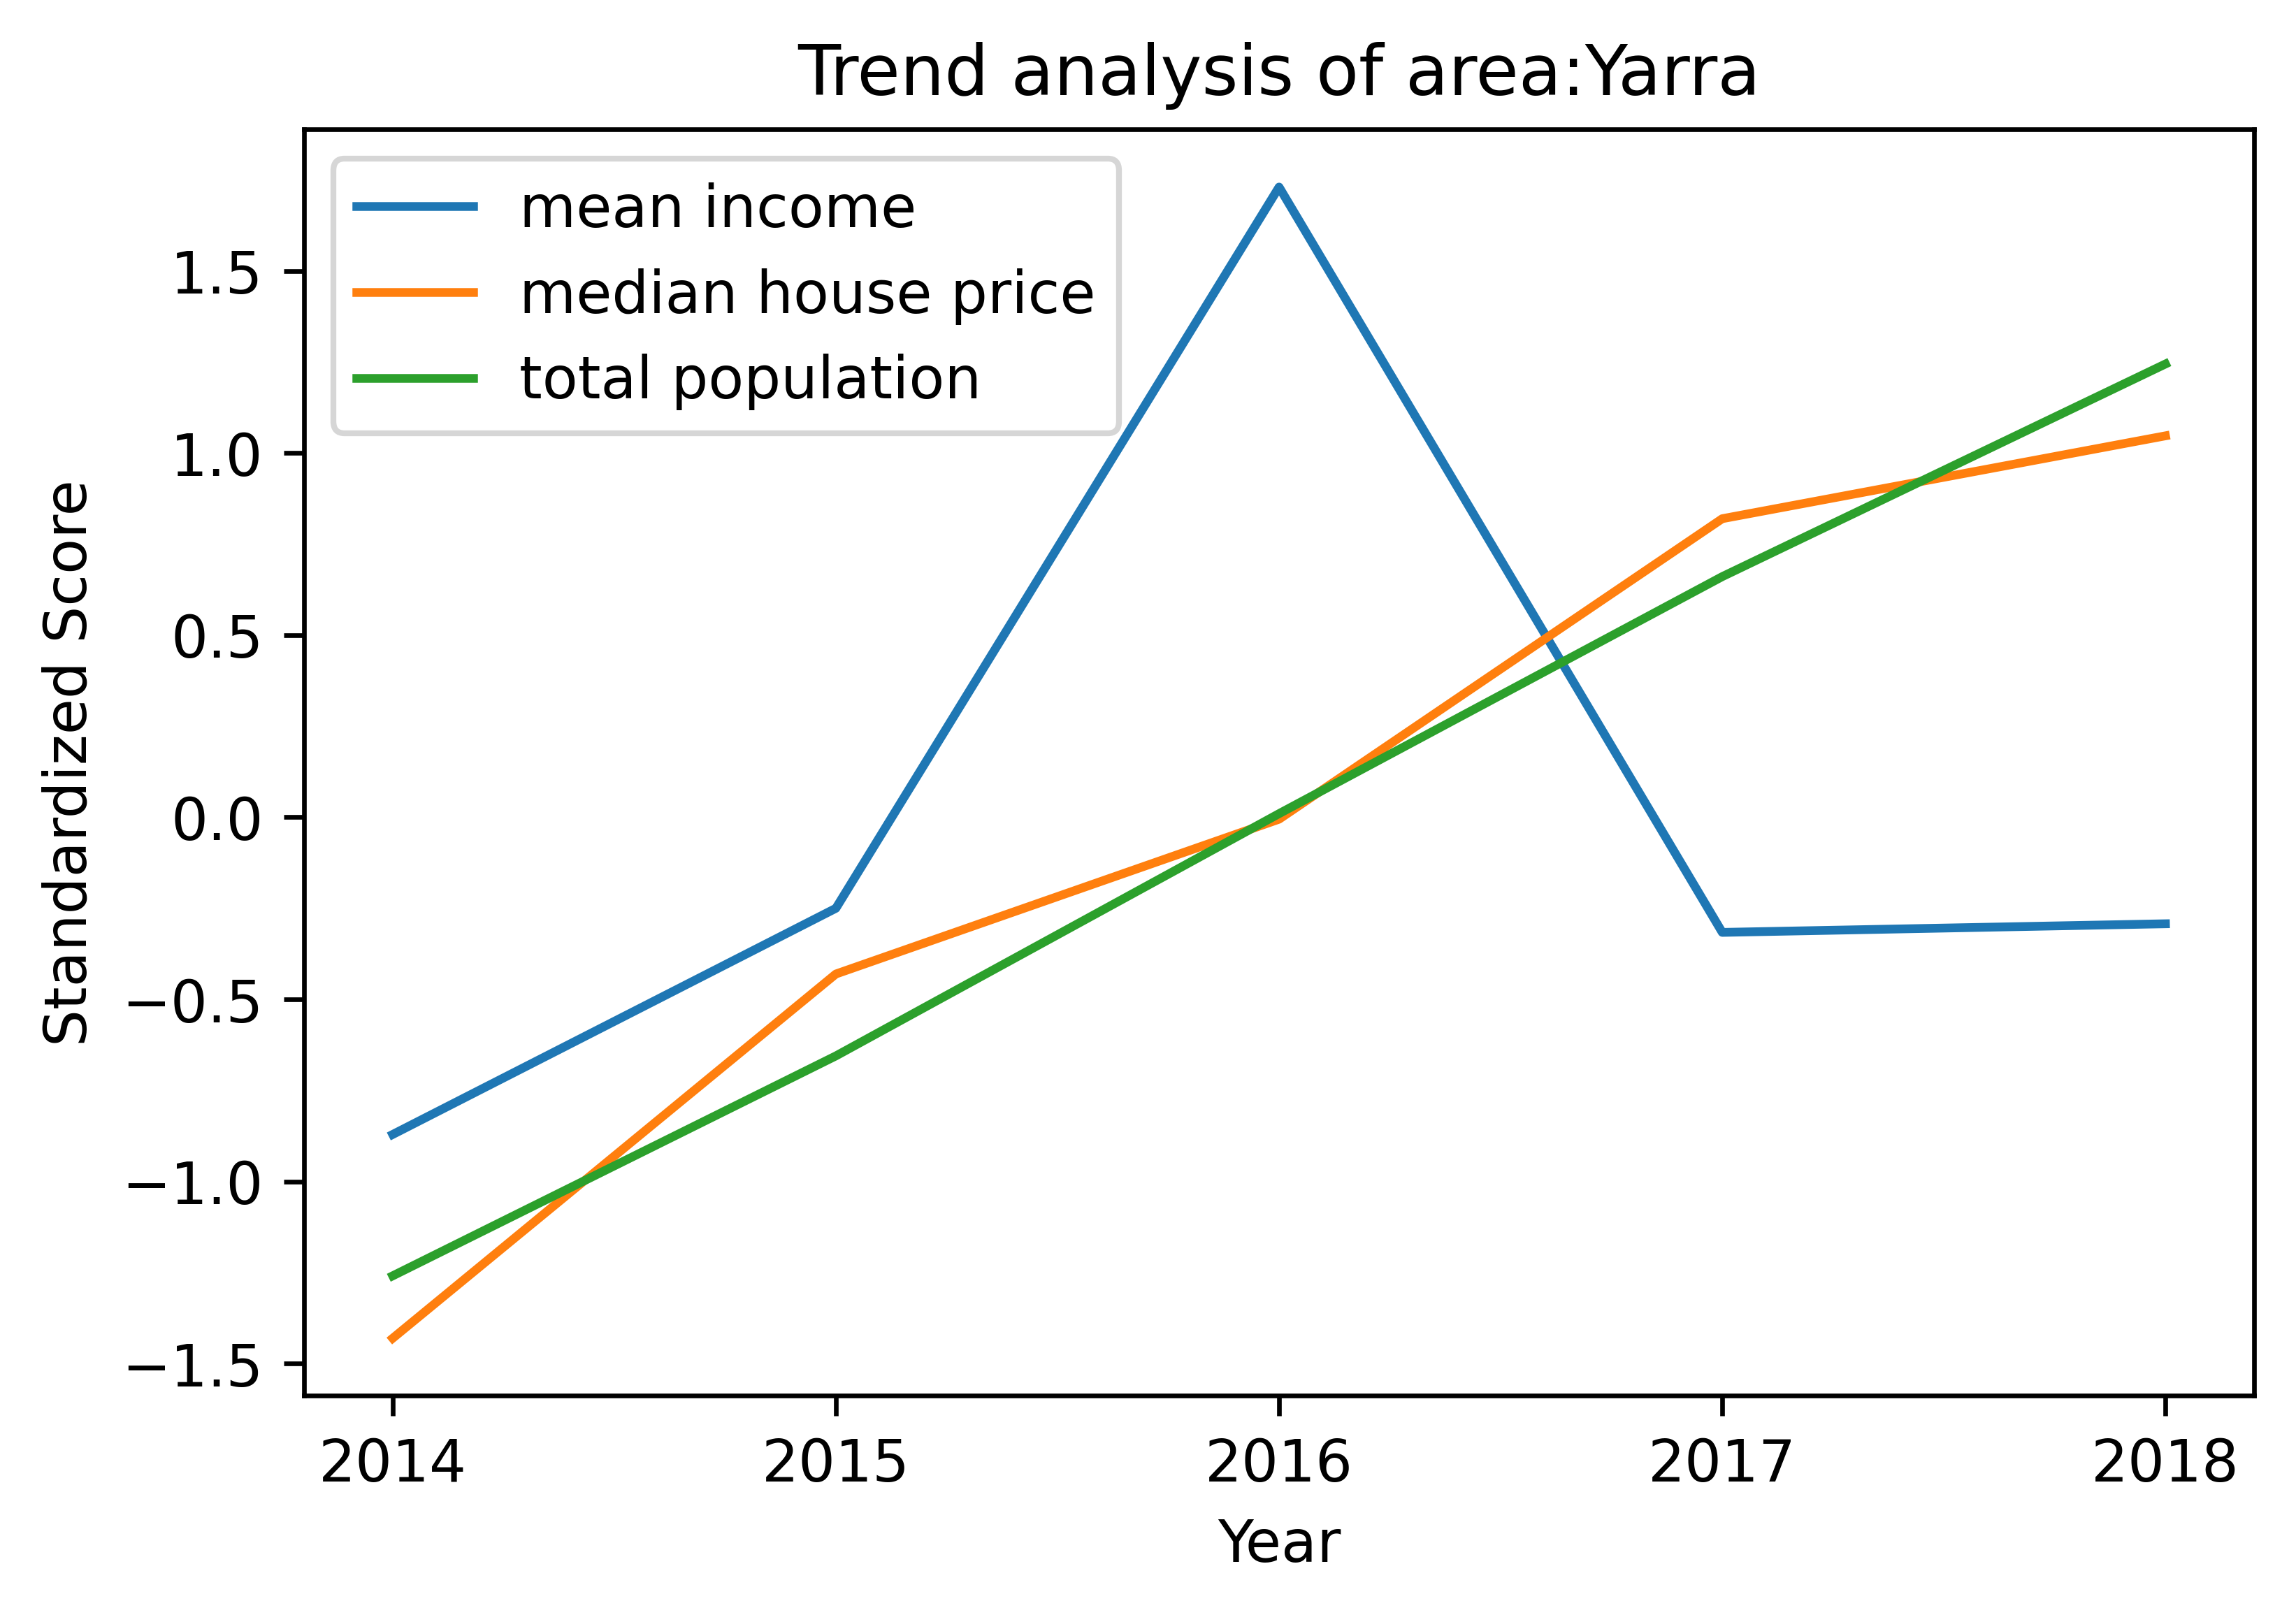 Trend analysis of area:Yarra
mean income
median house price
total population
Standardized Score
1.5
1.0
0.5
0.0
−0.5
−1.0
−1.5
2014 2015 2016 2017 2018
Year